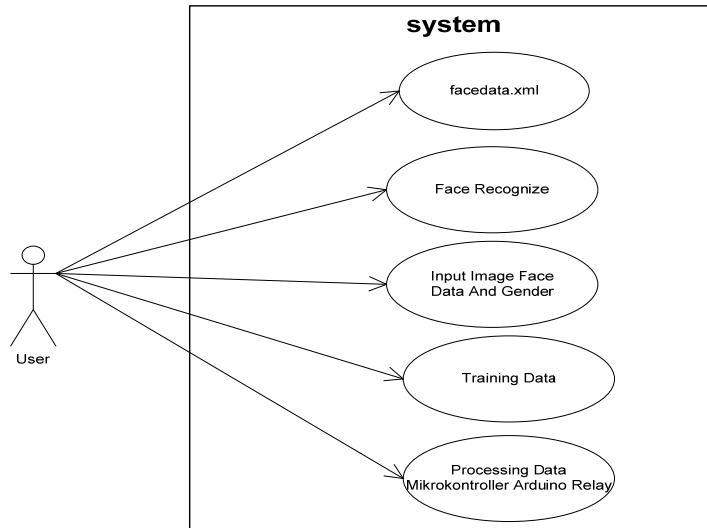 system
facedata.xml
Face Recognize
Input Image Face
Data And Gender
User
Training Data
Processing Data
Mikrokontroller Arduino Relay